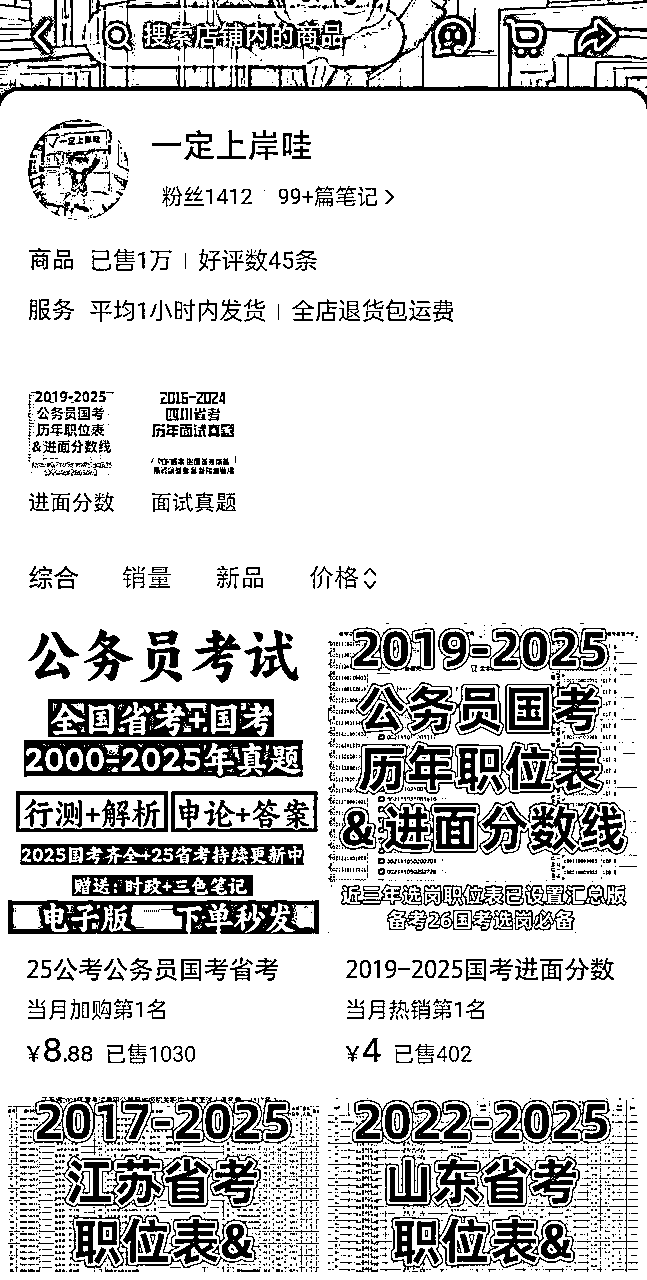 搜索店铺内的商品
一定上岸哇
一定上岸哇
粉丝1412 99+篇笔记
商品 已售1万 | 好评数45条
服务 平均1小时内发货 | 全店退货包运费
2019-2025
公务员国考
历年职位表
&进面分数线
进面分数
2016-2024
四川省考
历年面试真题
面试真题
综合 销量 新品 价格
公务员考试
全国省考+国考
2000-2025年真题
行测+解析 申论+答案
2025国考齐全+25省考持续更新中
赠送:时政+三色笔记
电子版 下单秒发
25公考公务员国考省考
当月加购第1名
¥8.88 已售1030
2019-2025
公务员国考
历年职位表
&进面分数线
近三年选岗职位表已设置汇总版
备考26国考选岗必备
2019-2025国考进面分数
当月热销第1名
¥4 已售402
2017-2025
江苏省考
职位表&
2022-2025
山东省考
职位表&